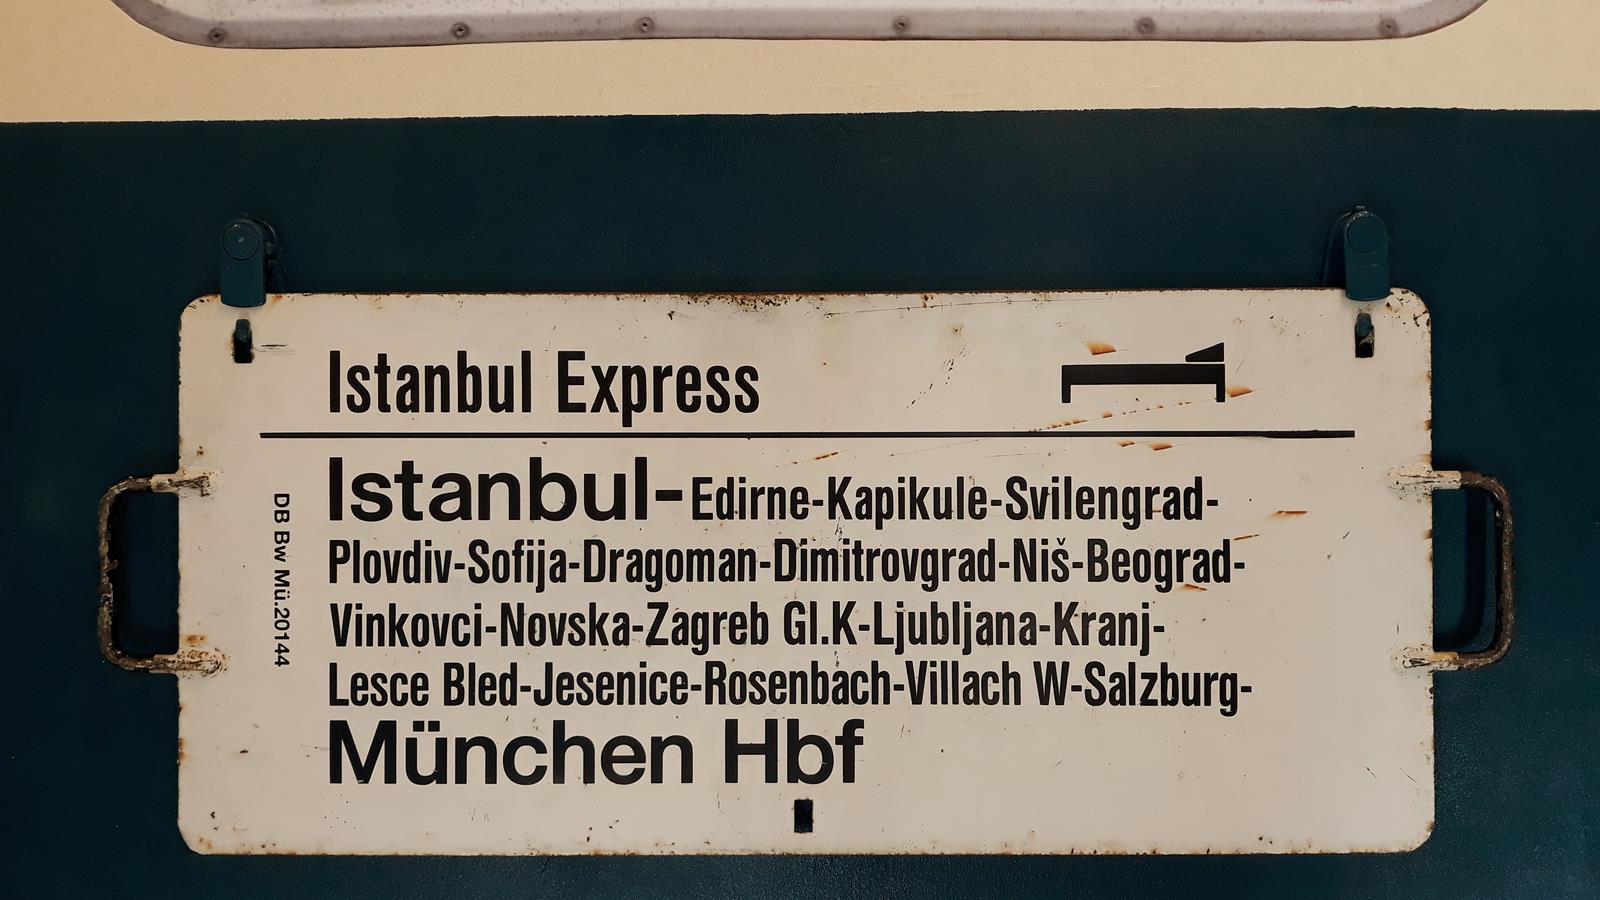 Istanbul Express
1
Istanbul-Edirne-Kapikule-Svilengrad-
Plovdiv-Sofija-Dragoman-Dimitrovgrad-Niš-Beograd-
Vinkovci-Novska-Zagreb Gl.K-Ljubljana-Kranj-
Lesce Bled-Jesenice-Rosenbach-Villach W-Salzburg-
München Hbf
DB Bw Mü.20144